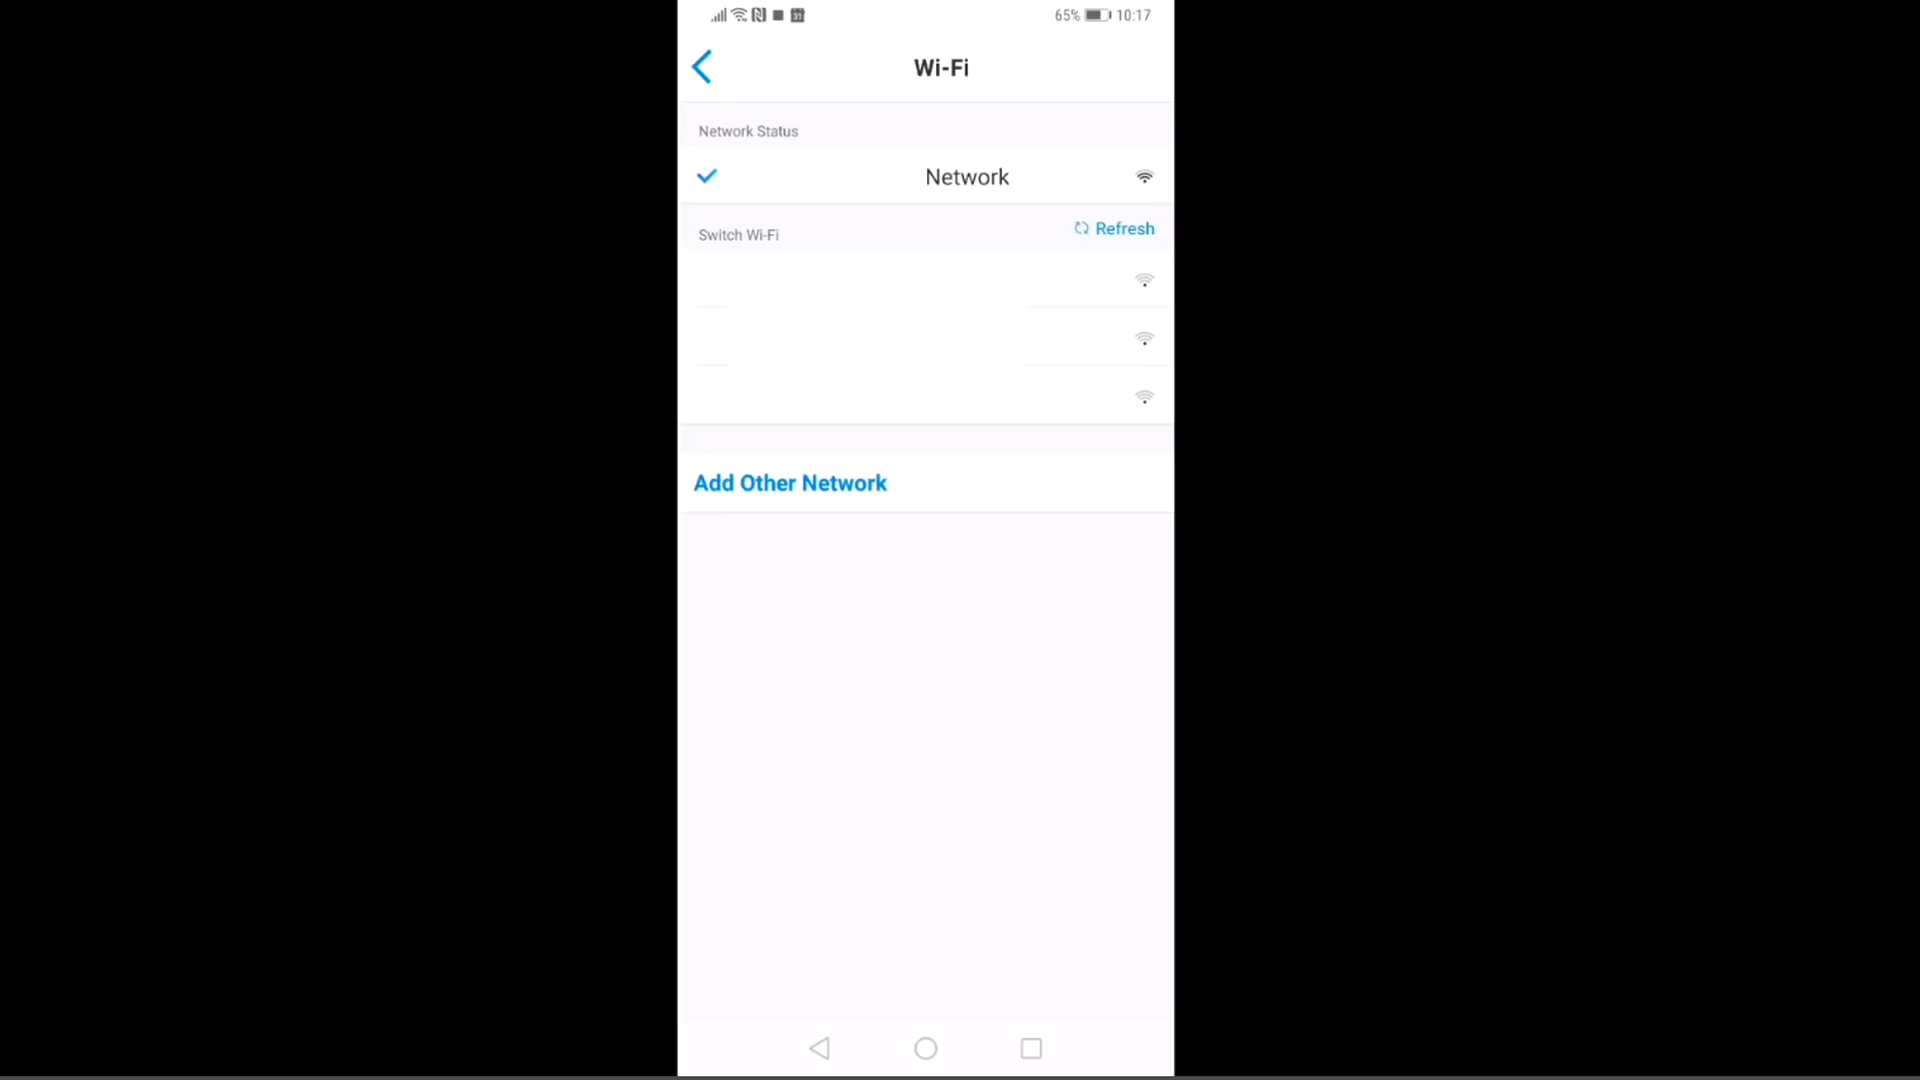 65% 10:17
Wi-Fi
Network Status
Network
Switch Wi-Fi
Refresh
Add Other Network